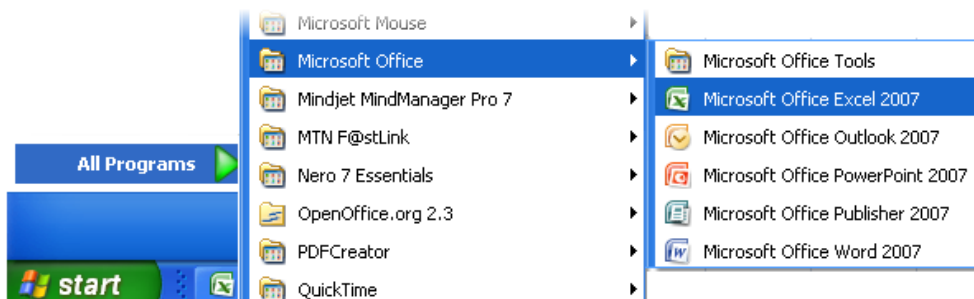 Microsoft Mouse
Microsoft Office
Mindjet MindManager Pro 7
MTN F@stLink
Nero 7 Essentials
OpenOffice.org 2.3
PDFCreator
QuickTime
Microsoft Office Tools
Microsoft Office Excel 2007
Microsoft Office Outlook 2007
Microsoft Office PowerPoint 2007
Microsoft Office Publisher 2007
Microsoft Office Word 2007
All Programs
start